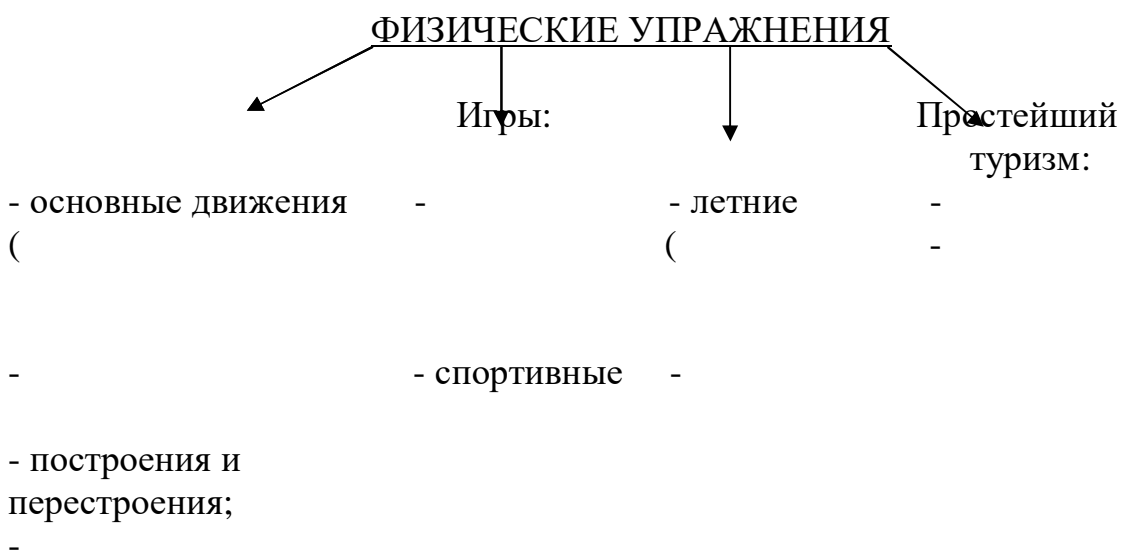 ФИЗИЧЕСКИЕ УПРАЖНЕНИЯ
Игры: Простейший
туризм:
- основные движения - - летние -
( ( -
- - спортивные -
- построения и
перестроения;
-